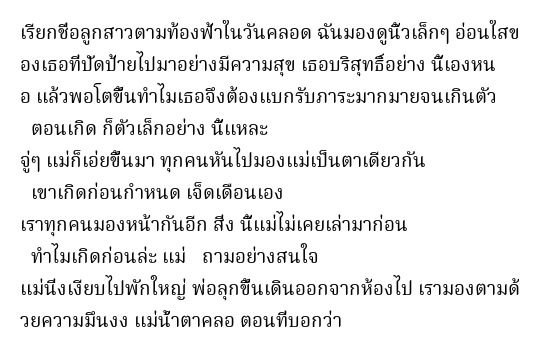 เรียกชื่อลูกสาวตามท้องฟ้าในวันคลอด ฉันมองดูนิ้วเล็กๆ อ่อนใสข
องเธอที่ปัดป้ายไปมาอย่างมีความสุข เธอบริสุทธิ์อย่าง นี้เองหน
อ แล้วพอโตขึ้นทำไมเธอจึงต้องแบกรับภาระมากมายจนเกินตัว
ตอนเกิด ก็ตัวเล็กอย่าง นี้แหละ
จู่ๆ แม่ก็เอ่ยขึ้นมา ทุกคนหันไปมองแม่เป็นตาเดียวกัน
เขาเกิดก่อนกำหนด เจ็ดเดือนเอง
เราทุกคนมองหน้ากันอีก สิ่ง นี้แม่ไม่เคยเล่ามาก่อน
ทำไมเกิดก่อนล่ะ แม่ ถามอย่างสนใจ
แม่นิ่งเงียบไปพักใหญ่ พ่อลุกขึ้นเดินออกจากห้องไป เรามองตามด้
วยความมึนงง แม่น้ำตาคลอ ตอนที่บอกว่า